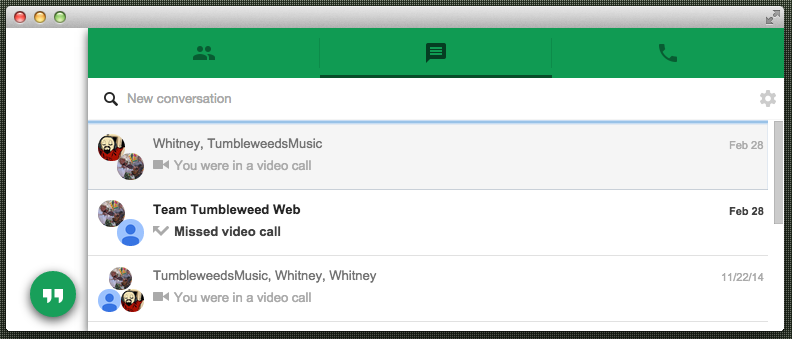 New conversation
Whitney, TumbleweedsMusic
Feb 28
You were in a video call
Team Tumbleweed Web
Feb 28
Missed video call
TumbleweedsMusic, Whitney, Whitney
11/22/14
You were in a video call